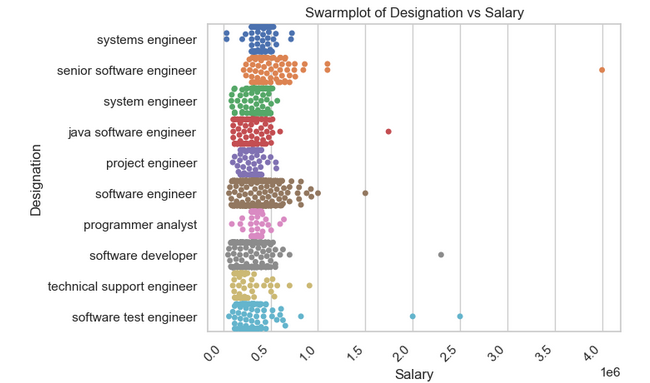 Swarmplot of Designation vs Salary
systems engineer
senior software engineer
system engineer
java software engineer
project engineer
software engineer
programmer analyst
software developer
technical support engineer
software test engineer
Designation
0.0 0.5 1.0 1.5 2.0 2.5 3.0 3.5 4.0
1e6
Salary